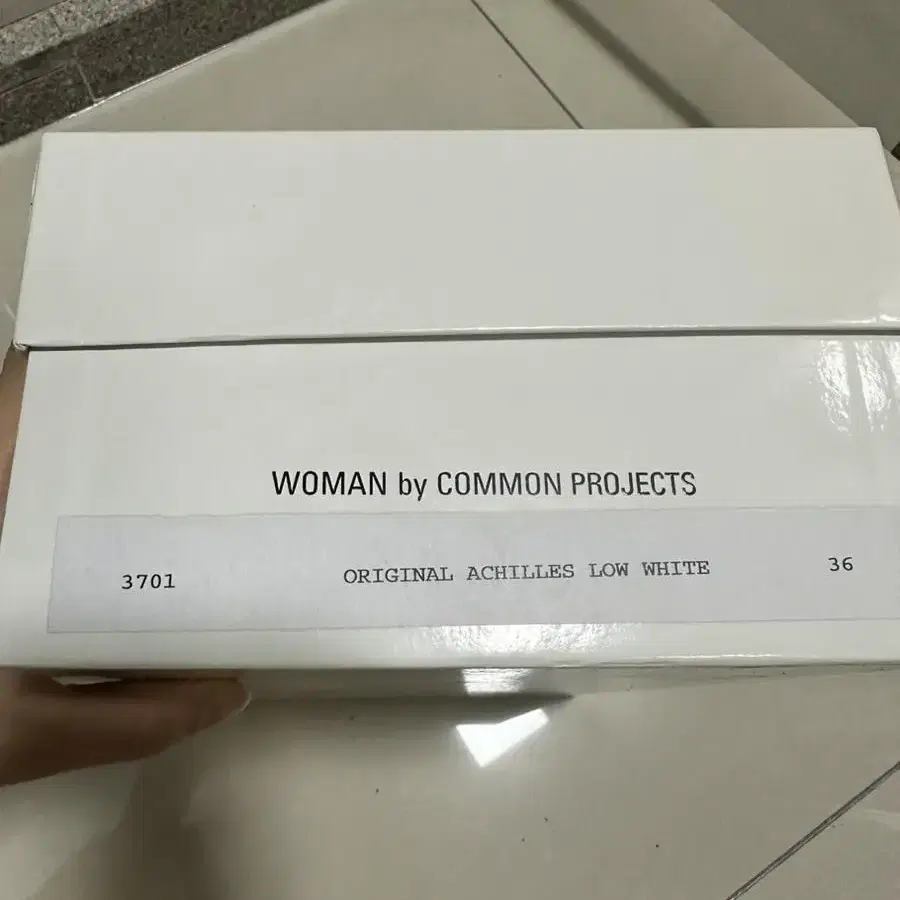 WOMAN by COMMON PROJECTS
3701 ORIGINAL ACHILLES LOW WHITE 36